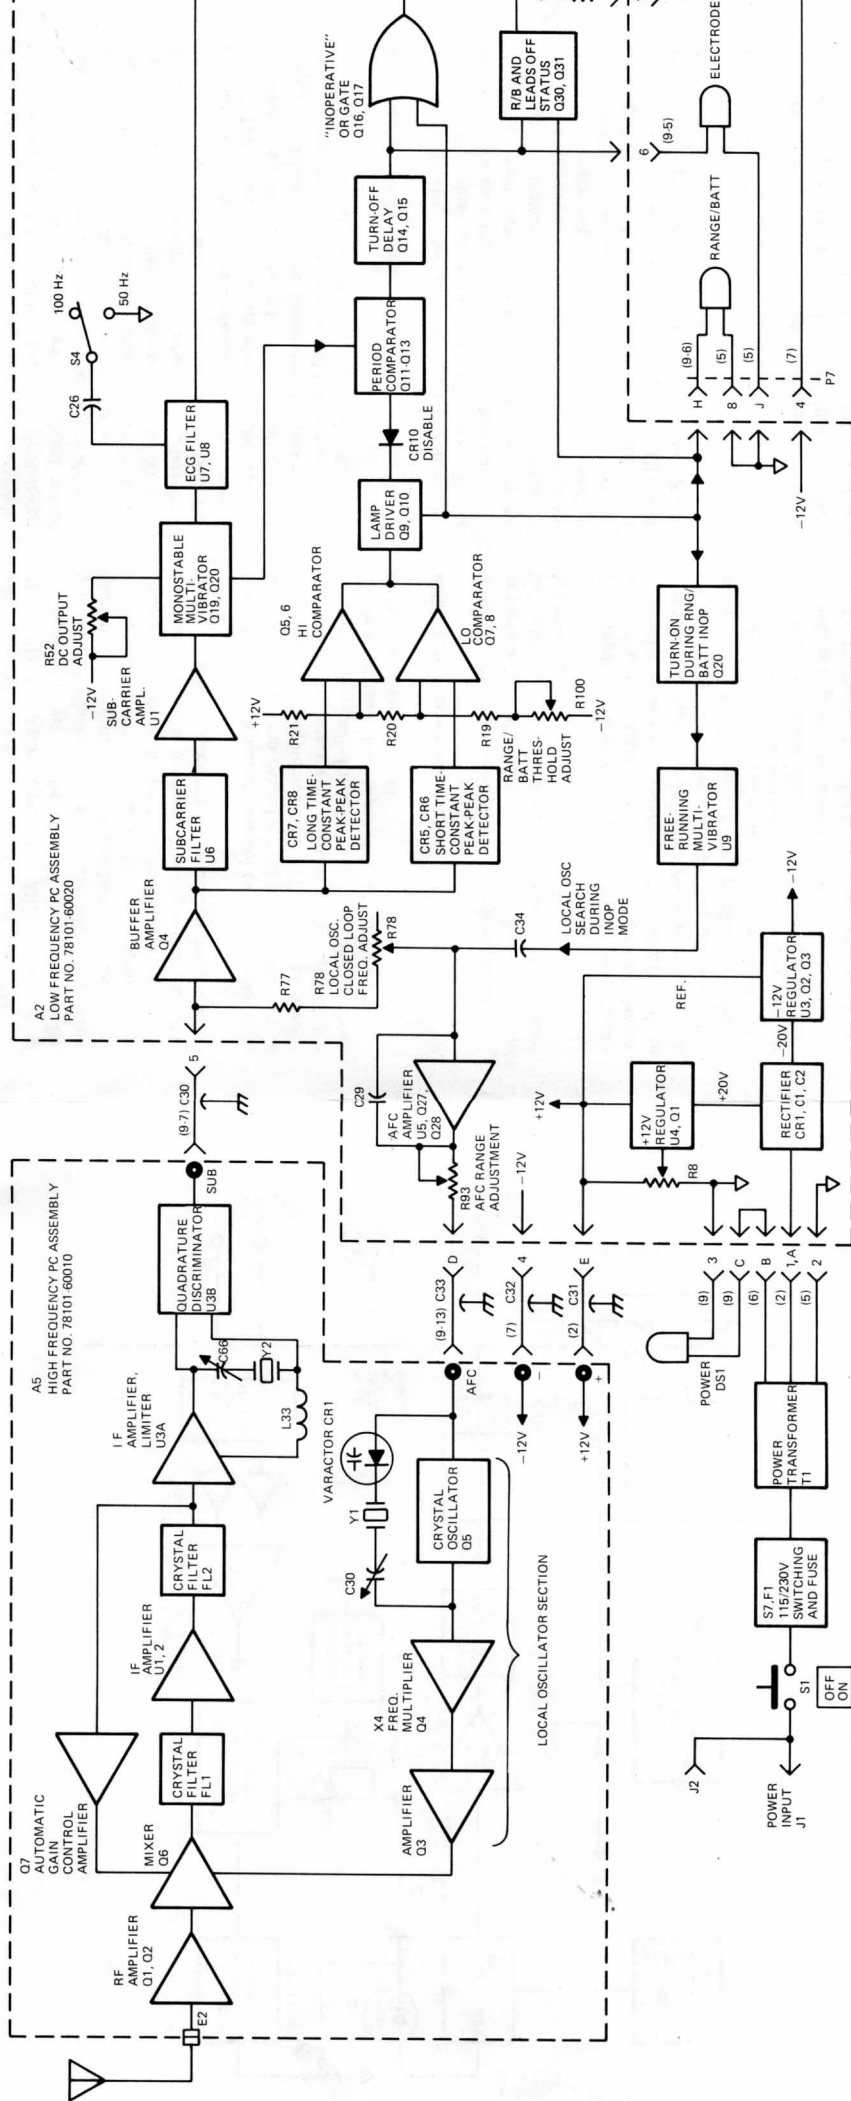 A5
HIGH FREQUENCY PC ASSEMBLY
PART NO. 78101-60010
E2
RF
AMPLIFIER
Q1, Q2
Q7
AUTOMATIC
GAIN
CONTROL
AMPLIFIER
MIXER
Q6
CRYSTAL
FILTER
FL1
IF
AMPLIFIER
U1, 2
CRYSTAL
FILTER
FL2
I F
AMPLIFIER,
LIMITER
U3A
C66
Y2
L33
QUADRATURE
DISCRIMINATOR
U3B
SUB
AMPLIFIER
Q3
X4
FREQ.
MULTIPLIER
Q4
C30
Y1
VARACTOR CR1
CRYSTAL
OSCILLATOR
Q5
AFC
LOCAL OSCILLATOR SECTION
−12V
−
+12V
+
(9-7) C30
5
(9-13) C33
D
(7) C32
4
(2) C31
E
POWER
INPUT
J1
J2
S1
OFF
ON
S7,F1
115/230V
SWITCHING
AND FUSE
POWER
TRANSFORMER
T1
POWER
DS1
(9)
3
(9)
C
(6)
B
(2)
1,A
(5)
2
A2
LOW FREQUENCY PC ASSEMBLY
PART NO. 78101-60020
BUFFER
AMPLIFIER
Q4
SUBCARRIER
FILTER
U6
SUB-
CARRIER
AMPL.
U1
−12V
R52
DC OUTPUT
ADJUST
MONOSTABLE
MULTI-
VIBRATOR
Q19, Q20
ECG FILTER
U7, U8
C26
S4
100 Hz
50 Hz
R77
R78
LOCAL OSC.
CLOSED LOOP
FREQ. ADJUST
R78
CR7, CR8
LONG TIME-
CONSTANT
PEAK-PEAK
DETECTOR
CR5, CR6
SHORT TIME-
CONSTANT
PEAK-PEAK
DETECTOR
+12V
R21
R20
R19
R100
−12V
RANGE/
BATT
THRES-
HOLD
ADJUST
Q5, 6
HI
COMPARATOR
LO
COMPARATOR
Q7, 8
LAMP
DRIVER
Q9, Q10
CR10
DISABLE
PERIOD
COMPARATOR
Q11-Q13
TURN-OFF
DELAY
Q14, Q15
"INOPERATIVE"
OR GATE
Q16, Q17
R/B AND
LEADS OFF
STATUS
Q30, Q31
C29
AFC
AMPLIFIER
U5, Q27,
Q28
R93
AFC RANGE
ADJUSTMENT
−12V
C34
LOCAL OSC
SEARCH
DURING
INOP
MODE
FREE-
RUNNING
MULTI-
VIBRATOR
U9
TURN-ON
DURING RNG/
BATT INOP
Q20
+12V
REF.
+12V
REGULATOR
U4, Q1
R8
+20V
RECTIFIER
CR1, C1, C2
−20V
−12V
REGULATOR
U3, Q2, Q3
−12V
−12V
H
(9-6)
8
(5)
J
(5)
4
(7)
P7
RANGE/BATT
6
(9-5)
ELECTRODE